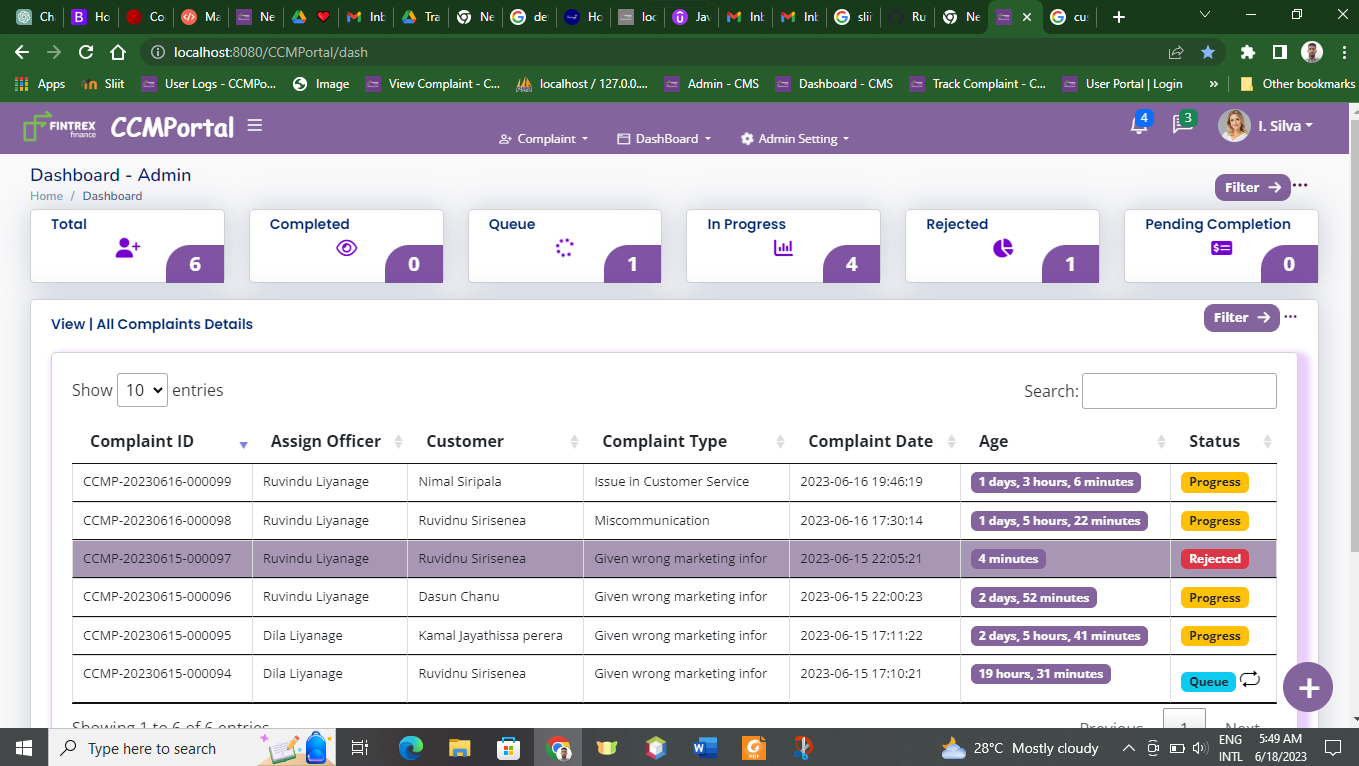 Ch
Ho
Co
Ma
Ne
Inb
Tra
Ne
de
Ho
loc
Jav
Inb
Inb
slii
Ru
Ne
cus
localhost:8080/CCMPortal/dash
Apps
Sliit
User Logs - CCMPo...
Image
View Complaint - C...
localhost / 127.0.0....
Admin - CMS
Dashboard - CMS
Track Complaint - C...
User Portal | Login
»
Other bookmarks
FINTREX finance
CCMPortal
Complaint
DashBoard
Admin Setting
4
3
I. Silva
Dashboard - Admin
Home / Dashboard
Filter →
Total
6
Completed
0
Queue
1
In Progress
4
Rejected
1
Pending Completion
0
View | All Complaints Details
Filter →
Show 10 entries
Search:
Complaint ID Assign Officer Customer Complaint Type Complaint Date Age Status
CCMP-20230616-000099 Ruvindu Liyanage Nimal Siripala Issue in Customer Service 2023-06-16 19:46:19 1 days, 3 hours, 6 minutes Progress
CCMP-20230616-000098 Ruvindu Liyanage Ruvidnu Sirisenea Miscommunication 2023-06-16 17:30:14 1 days, 5 hours, 22 minutes Progress
CCMP-20230615-000097 Ruvindu Liyanage Ruvidnu Sirisenea Given wrong marketing infor 2023-06-15 22:05:21 4 minutes Rejected
CCMP-20230615-000096 Ruvindu Liyanage Dasun Chanu Given wrong marketing infor 2023-06-15 22:00:23 2 days, 52 minutes Progress
CCMP-20230615-000095 Dila Liyanage Kamal Jayathissa perera Given wrong marketing infor 2023-06-15 17:11:22 2 days, 5 hours, 41 minutes Progress
CCMP-20230615-000094 Dila Liyanage Ruvidnu Sirisenea Given wrong marketing infor 2023-06-15 17:10:21 19 hours, 31 minutes Queue
Showing 1 to 6 of 6 entries
Previous 1 Next
Type here to search
28°C Mostly cloudy
ENG
INTL
5:49 AM
6/18/2023